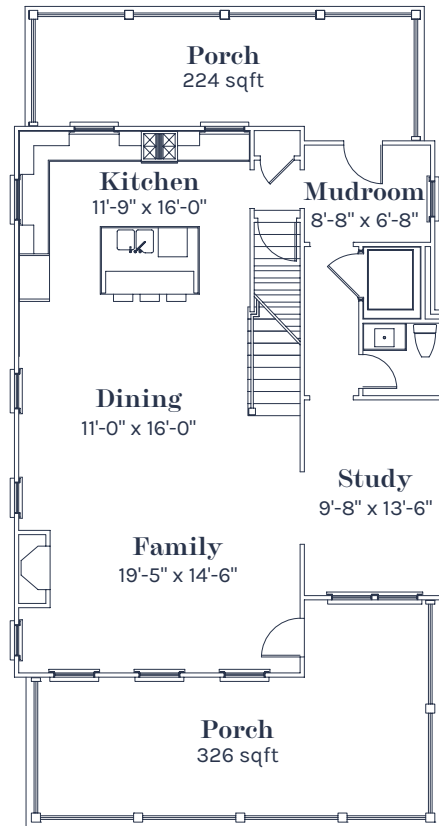 Porch
224 sqft
Kitchen
11'-9" x 16'-0"
Mudroom
8'-8" x 6'-8"
Dining
11'-0" x 16'-0"
Study
9'-8" x 13'-6"
Family
19'-5" x 14'-6"
Porch
326 sqft